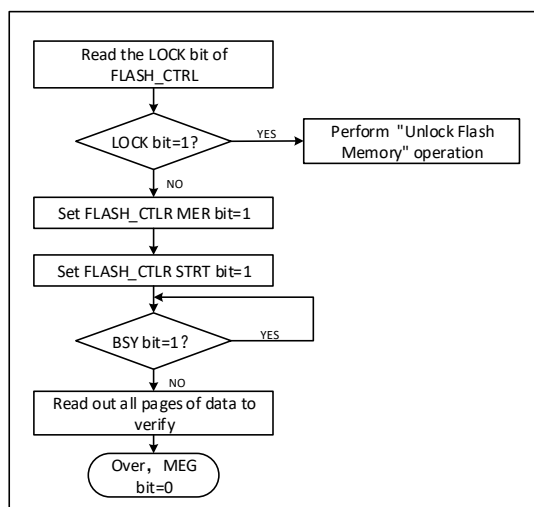 Read the LOCK bit of
FLASH_CTRL
LOCK bit=1?
YES
Perform "Unlock Flash
Memory" operation
NO
Set FLASH_CTLR MER bit=1
Set FLASH_CTLR STRT bit=1
BSY bit=1?
YES
NO
Read out all pages of data to
verify
Over，MEG
bit=0